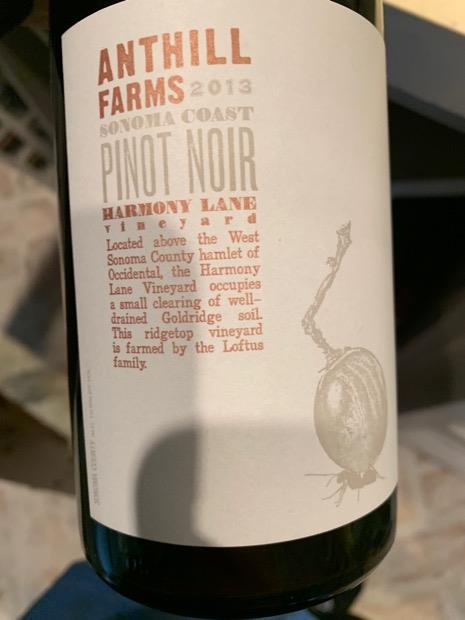 ANTHILL
FARMS 2013
SONOMA COAST
PINOT NOIR
HARMONY LANE
vineyard
Located above the West
Sonoma County hamlet of
Occidental, the Harmony
Lane Vineyard occupies
a small clearing of well–
drained Goldridge soil.
This ridgetop vineyard
is farmed by the Loftus
family.
SONOMA COUNTY